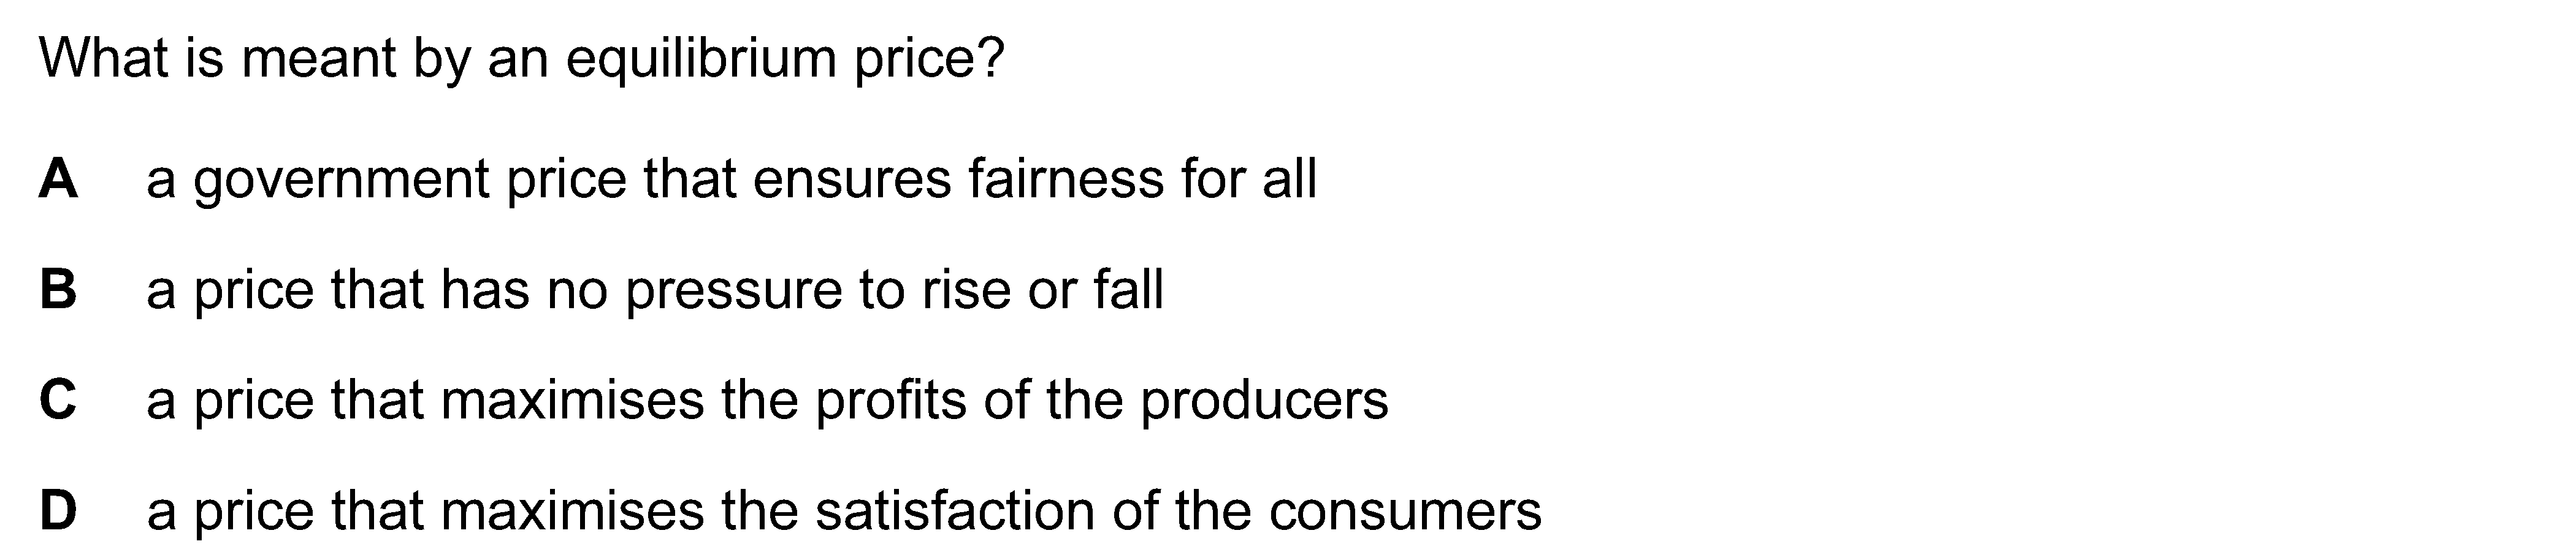 What is meant by an equilibrium price?
A a government price that ensures fairness for all
B a price that has no pressure to rise or fall
C a price that maximises the profits of the producers
D a price that maximises the satisfaction of the consumers